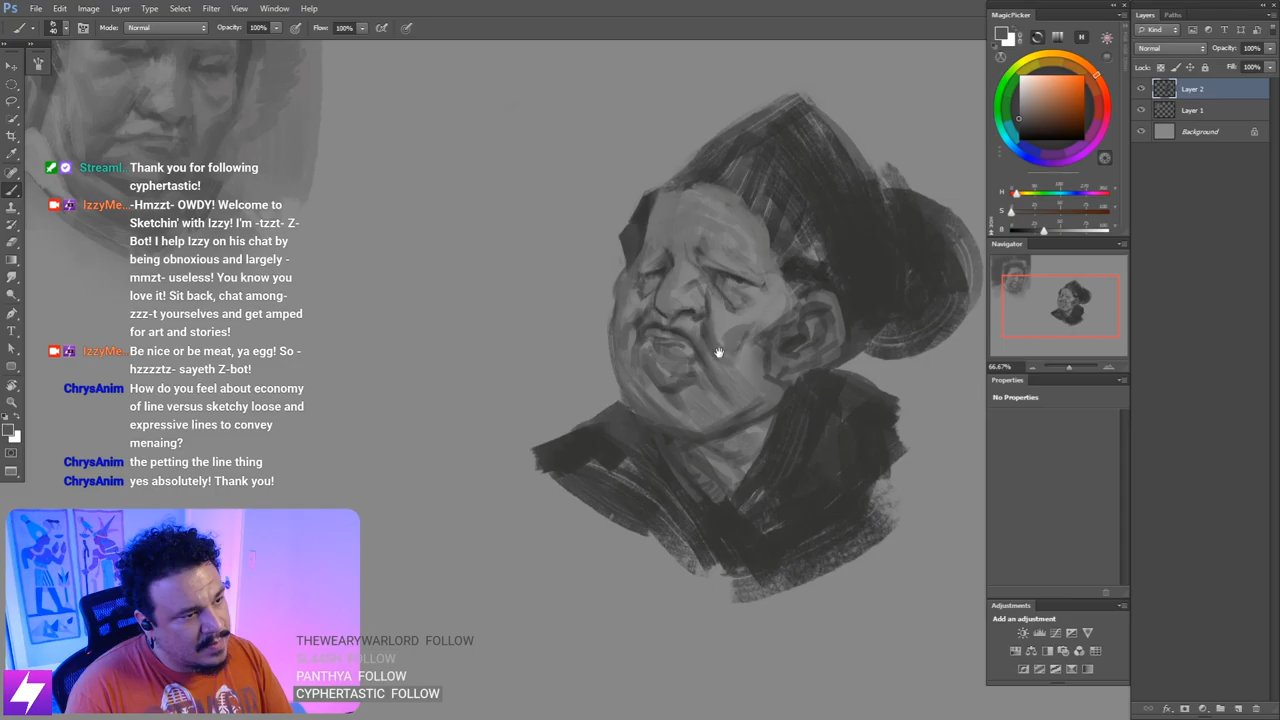 Ps File Edit Image Layer Type Select Filter View Window Help
40 Mode: Normal Opacity: 100% Flow: 100%
MagicPicker
H
H
S
B
Navigator
66.67%
Properties
No Properties
Adjustments
Add an adjustment
Layers Paths
Kind
Normal Opacity: 100%
Lock: Fill: 100%
Layer 2
Layer 1
Background
fx
Streaml.. Thank you for following
cyphertastic!
IzzyMe... -Hmzzt- OWDY! Welcome to
Sketchin' with Izzy! I'm -tzzt- Z-
Bot! I help Izzy on his chat by
being obnoxious and largely -
mmzt- useless! You know you
love it! Sit back, chat among-
zzz-t yourselves and get amped
for art and stories!
IzzyMe... Be nice or be meat, ya egg! So -
hzzzztz- sayeth Z-bot!
ChrysAnim How do you feel about economy
of line versus sketchy loose and
expressive lines to convey
menaing?
ChrysAnim the petting the line thing
ChrysAnim yes absolutely! Thank you!
THEWEARYWARLORD FOLLOW
FOLLOW
PANTHYA FOLLOW
CYPHERTASTIC FOLLOW